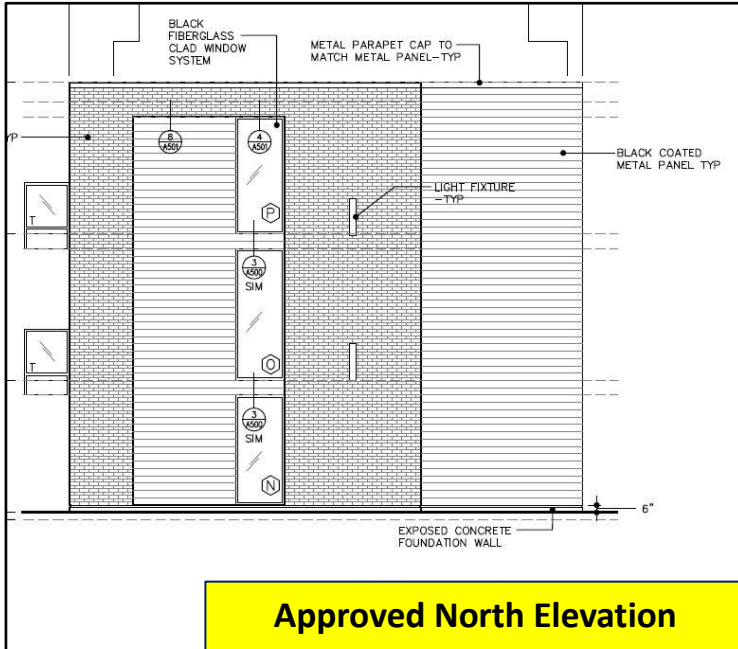 BLACK
FIBERGLASS
CLAD WINDOW
SYSTEM
METAL PARAPET CAP TO
MATCH METAL PANEL-TYP
YP
8
A501
4
A501
BLACK COATED
METAL PANEL TYP
LIGHT FIXTURE
-TYP
P
T
3
A500
SIM
T
O
3
A500
SIM
N
6"
EXPOSED CONCRETE
FOUNDATION WALL
Approved North Elevation